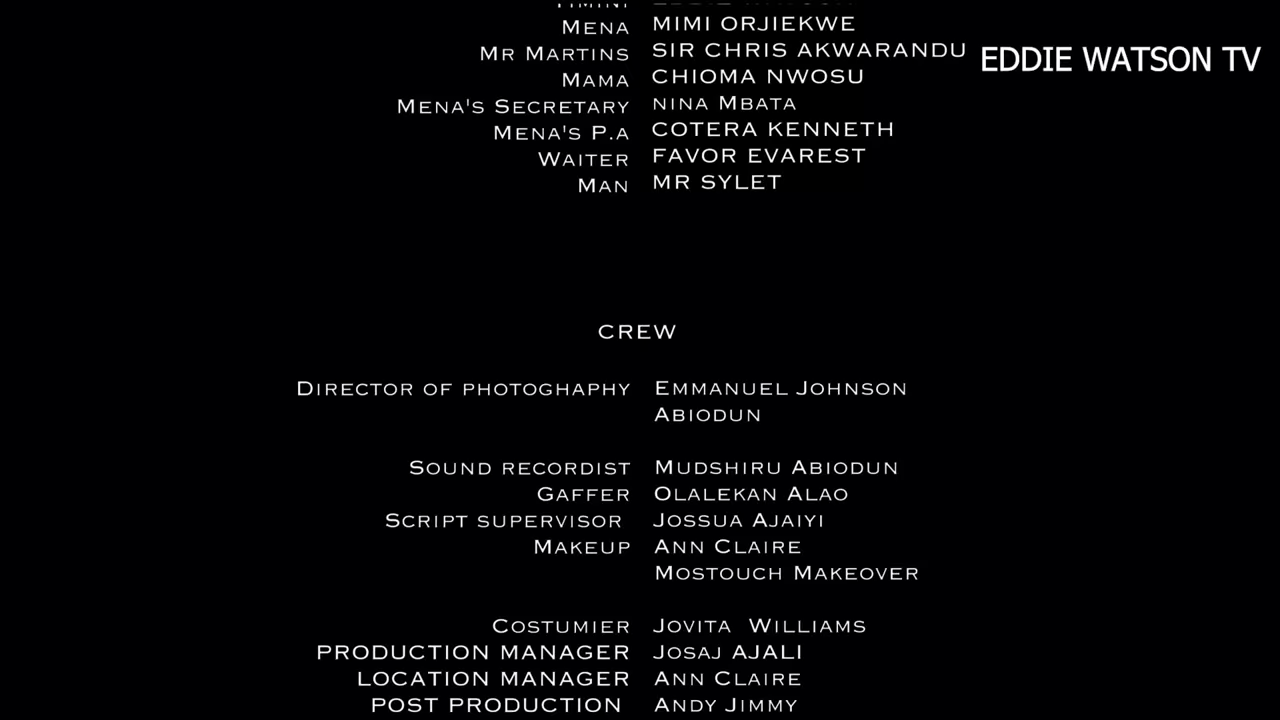 MENA MIMI ORJIEKWE
MR MARTINS SIR CHRIS AKWARANDU
EDDIE WATSON TV
MAMA CHIOMA NWOSU
MENA'S SECRETARY NINA MBATA
MENA'S P.A COTERA KENNETH
WAITER FAVOR EVAREST
MAN MR SYLET
CREW
DIRECTOR OF PHOTOGHAPHY EMMANUEL JOHNSON
ABIODUN
SOUND RECORDIST MUDSHIRU ABIODUN
GAFFER OLALEKAN ALAO
SCRIPT SUPERVISOR JOSSUA AJAIYI
MAKEUP ANN CLAIRE
MOSTOUCH MAKEOVER
COSTUMIER JOVITA WILLIAMS
PRODUCTION MANAGER JOSAJ AJALI
LOCATION MANAGER ANN CLAIRE
POST PRODUCTION ANDY JIMMY